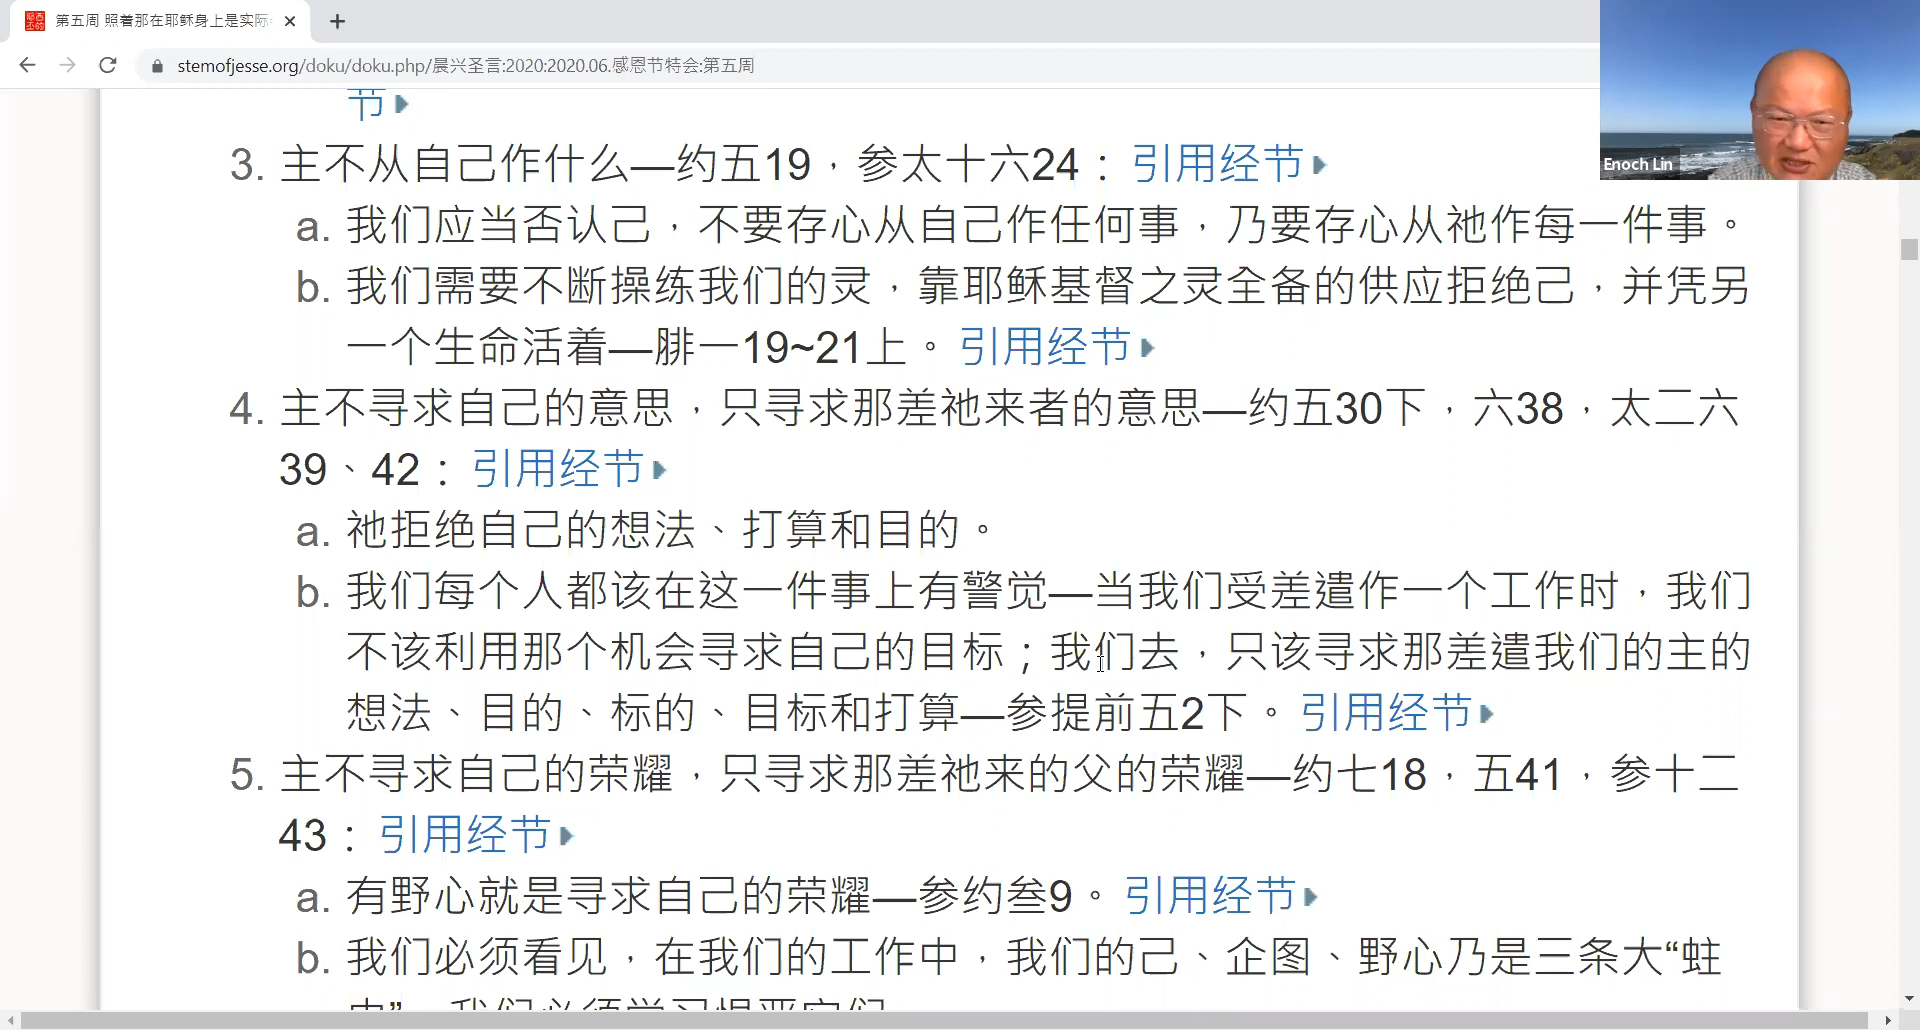 第五周 照着那在耶稣身上是实际
stemofjesse.org/doku/doku.php/晨兴圣言:2020:2020.06.感恩节特会:第五周
Enoch Lin
节
3. 主不从自己作什么—约五19，参太十六24：引用经节
a. 我们应当否认己，不要存心从自己作任何事，乃要存心从祂作每一件事。
b. 我们需要不断操练我们的灵，靠耶稣基督之灵全备的供应拒绝己，并凭另
一个生命活着—腓一19~21上。引用经节
4. 主不寻求自己的意思，只寻求那差祂来者的意思—约五30下，六38，太二六
39、42：引用经节
a. 祂拒绝自己的想法、打算和目的。
b. 我们每个人都该在这一件事上有警觉—当我们受差遣作一个工作时，我们
不该利用那个机会寻求自己的目标；我们去，只该寻求那差遣我们的主的
想法、目的、标的、目标和打算—参提前五2下。引用经节
5. 主不寻求自己的荣耀，只寻求那差祂来的父的荣耀—约七18，五41，参十二
43：引用经节
a. 有野心就是寻求自己的荣耀—参约叁9。引用经节
b. 我们必须看见，在我们的工作中，我们的己、企图、野心乃是三条大“蛀
虫”，我们必须学习恨恶它们